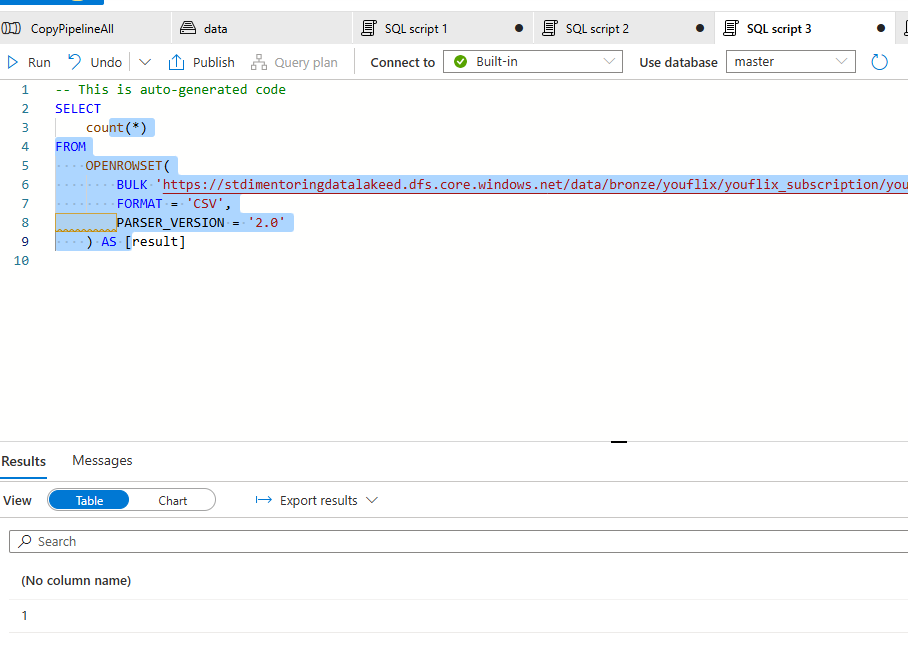 CopyPipelineAll data SQL script 1 SQL script 2 SQL script 3
Run Undo Publish Query plan Connect to Built-in Use database master
1 -- This is auto-generated code
2 SELECT
3 count(*)
4 FROM
5 OPENROWSET(
6 BULK 'https://stdimentoringdatalakeed.dfs.core.windows.net/data/bronze/youflix/youflix_subscription/you
7 FORMAT = 'CSV',
8 PARSER_VERSION = '2.0'
9 ) AS [result]
10
Results Messages
View Table Chart Export results
Search
(No column name)
1